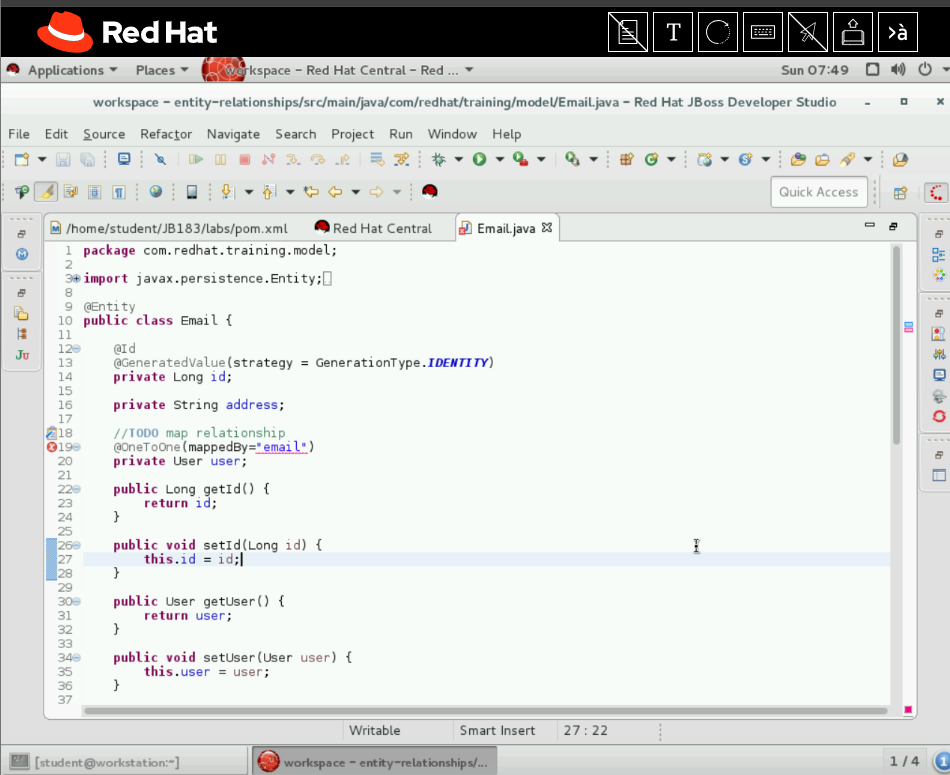 Red Hat
T
>à
Applications Places workspace – Red Hat Central – Red ... Sun 07:49
workspace – entity-relationships/src/main/java/com/redhat/training/model/Email.java – Red Hat JBoss Developer Studio
File Edit Source Refactor Navigate Search Project Run Window Help
Quick Access
/home/student/JB183/labs/pom.xml Red Hat Central Email.java
1 package com.redhat.training.model;
2
3 import javax.persistence.Entity;
8
9 @Entity
10 public class Email {
11
12 @Id
13 @GeneratedValue(strategy = GenerationType.IDENTITY)
14 private Long id;
15
16 private String address;
17
18 //TODO map relationship
19 @OneToOne(mappedBy="email")
20 private User user;
21
22 public Long getId() {
23 return id;
24 }
25
26 public void setId(Long id) {
27 this.id = id;
28 }
29
30 public User getUser() {
31 return user;
32 }
33
34 public void setUser(User user) {
35 this.user = user;
36 }
37
Ju
Writable Smart Insert 27 : 22
[student@workstation:~] workspace – entity-relationships/... 1 / 4